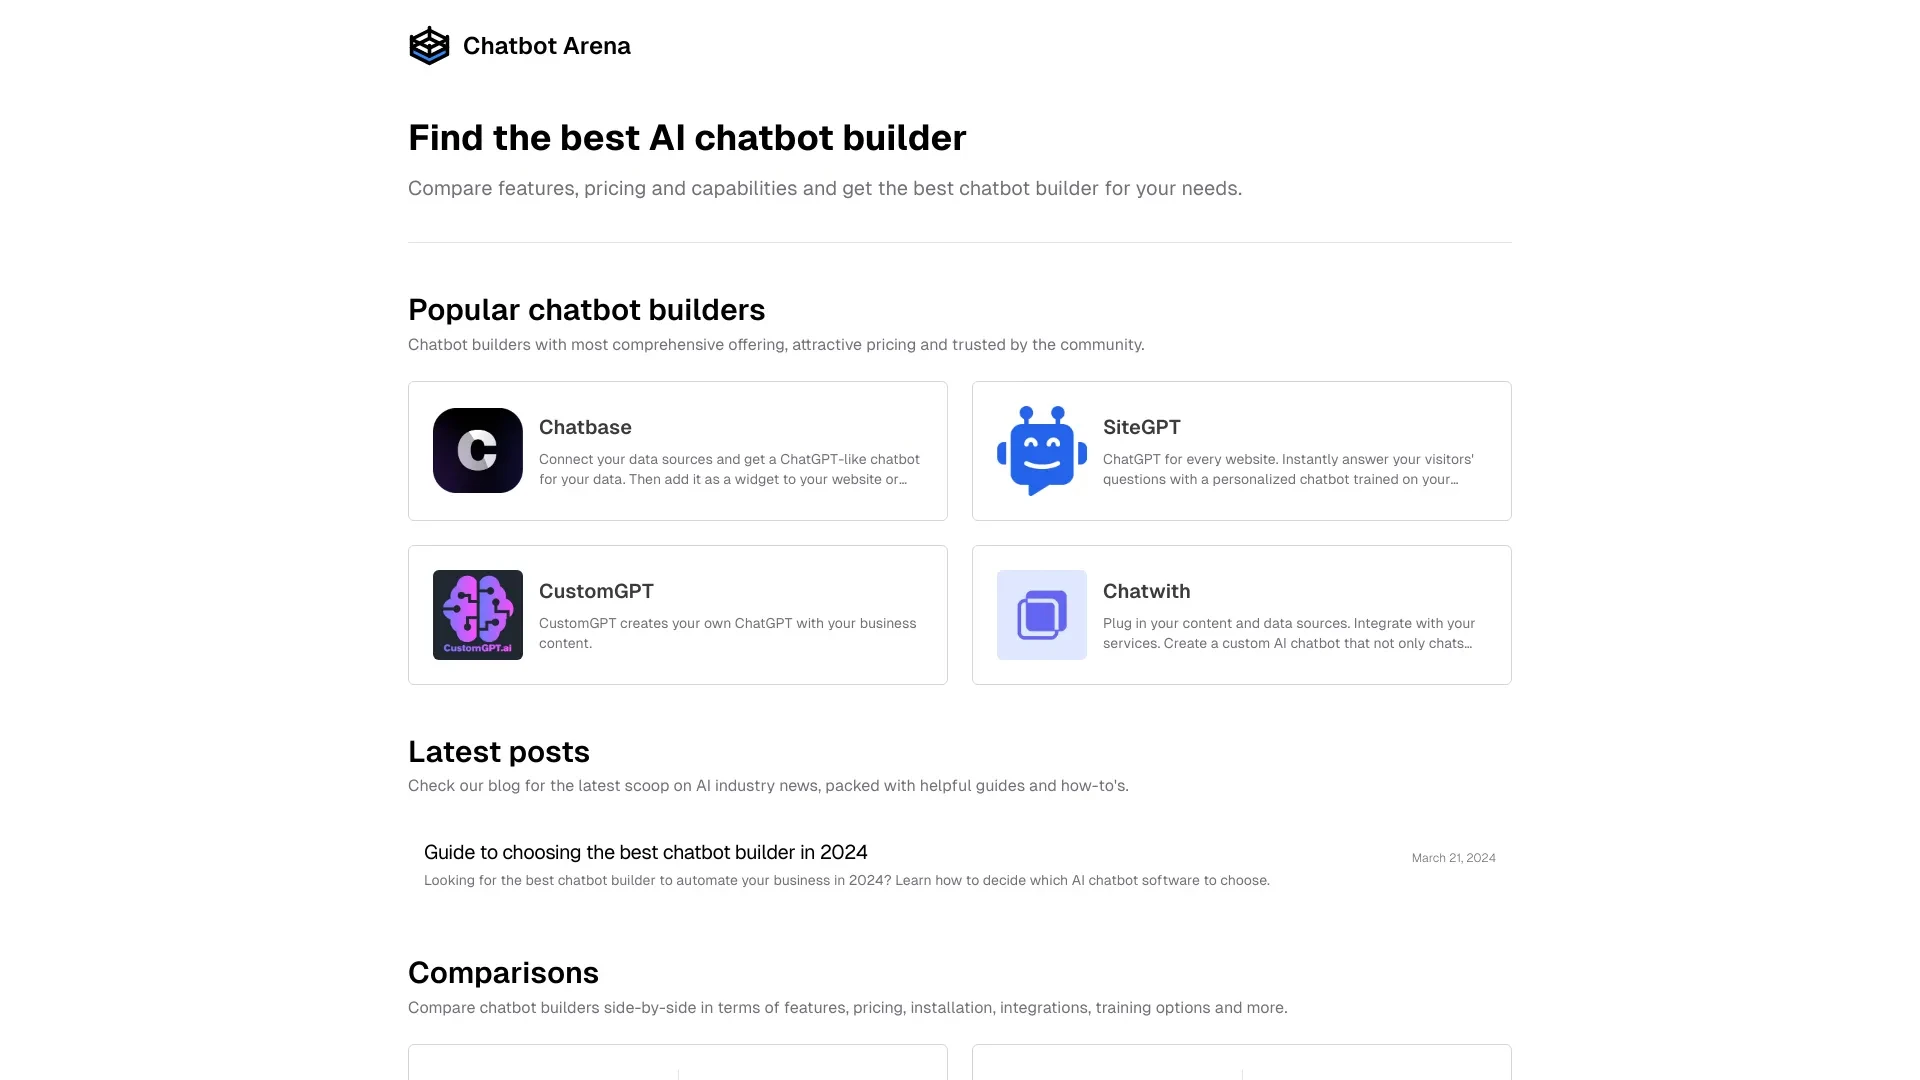 Chatbot Arena
Find the best AI chatbot builder
Compare features, pricing and capabilities and get the best chatbot builder for your needs.
Popular chatbot builders
Chatbot builders with most comprehensive offering, attractive pricing and trusted by the community.
C
Chatbase
Connect your data sources and get a ChatGPT-like chatbot
for your data. Then add it as a widget to your website or…
SiteGPT
ChatGPT for every website. Instantly answer your visitors'
questions with a personalized chatbot trained on your…
CustomGPT.ai
CustomGPT
CustomGPT creates your own ChatGPT with your business
content.
Chatwith
Plug in your content and data sources. Integrate with your
services. Create a custom AI chatbot that not only chats…
Latest posts
Check our blog for the latest scoop on AI industry news, packed with helpful guides and how-to's.
Guide to choosing the best chatbot builder in 2024
March 21, 2024
Looking for the best chatbot builder to automate your business in 2024? Learn how to decide which AI chatbot software to choose.
Comparisons
Compare chatbot builders side-by-side in terms of features, pricing, installation, integrations, training options and more.